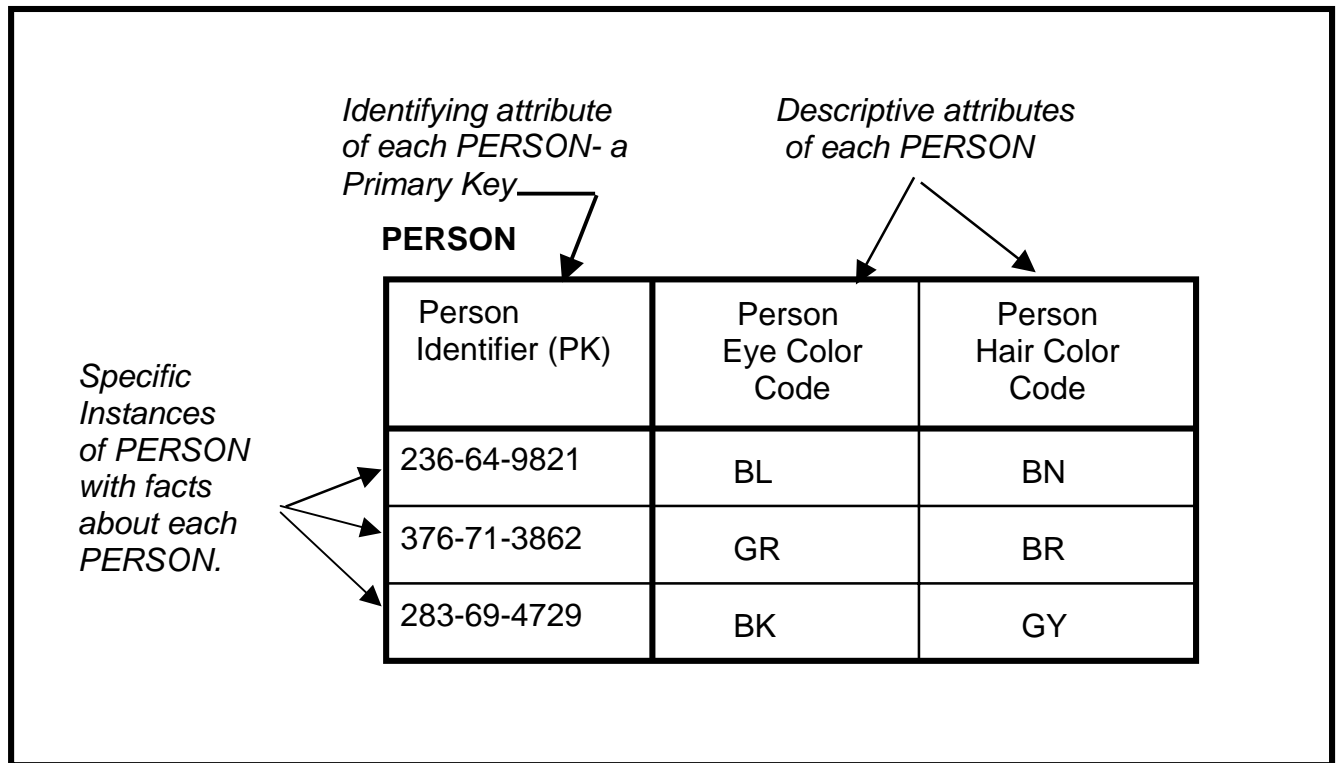 Identifying attribute
of each PERSON- a
Primary Key
Descriptive attributes
of each PERSON
PERSON
Person
Identifier (PK)
Person
Eye Color
Code
Person
Hair Color
Code
Specific
Instances
of PERSON
with facts
about each
PERSON.
236-64-9821
BL
BN
376-71-3862
GR
BR
283-69-4729
BK
GY